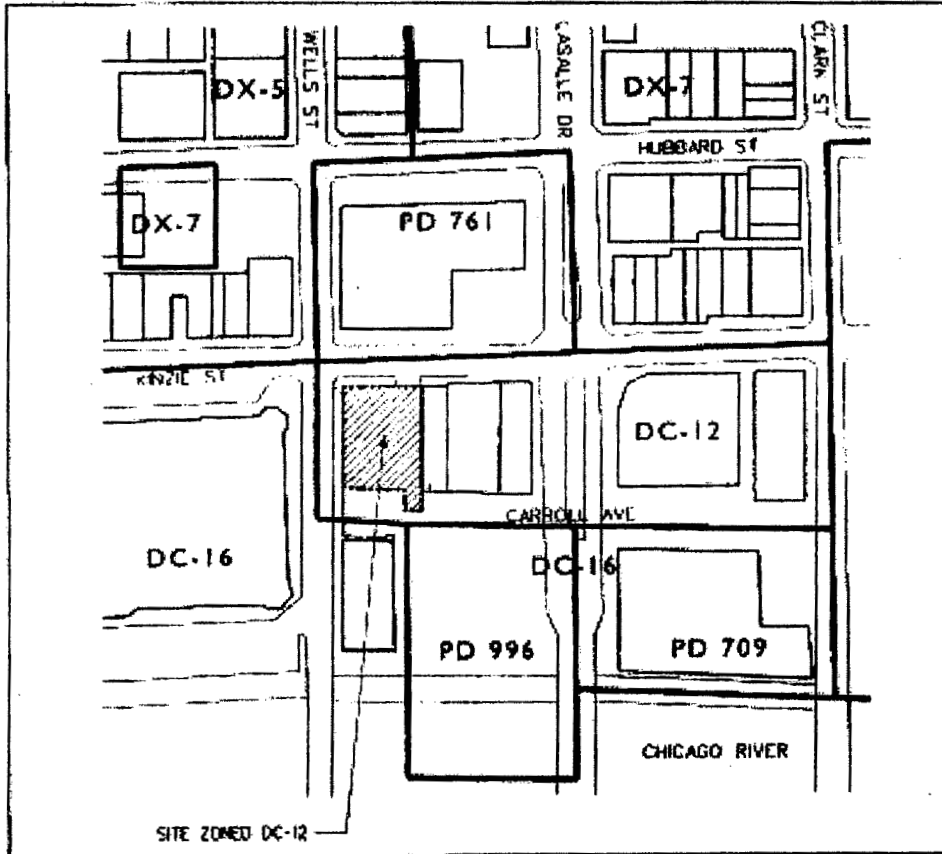 WELLS ST
LASALLE DR
CLARK ST
DX-5
DX-7
HUBBARD ST
DX-7
PD 761
KINZIE ST
DC-12
CARROLL AVE
DC-16
DC-16
PD 996
PD 709
CHICAGO RIVER
SITE ZONED DC-12